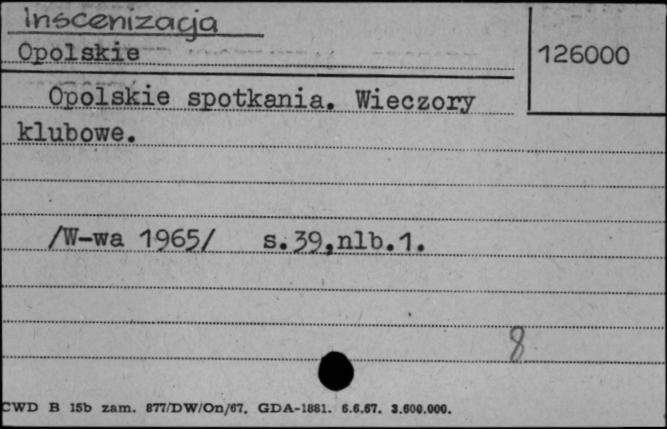 Inscenizacja
Opolskie
126000
Opolskie spotkania. Wieczory
klubowe.
/W-wa 1965/ s.39,nlb.1.
8
CWD B 15b zam. 877/DW/On/67. GDA-1881. 6.6.67. 3.600.000.